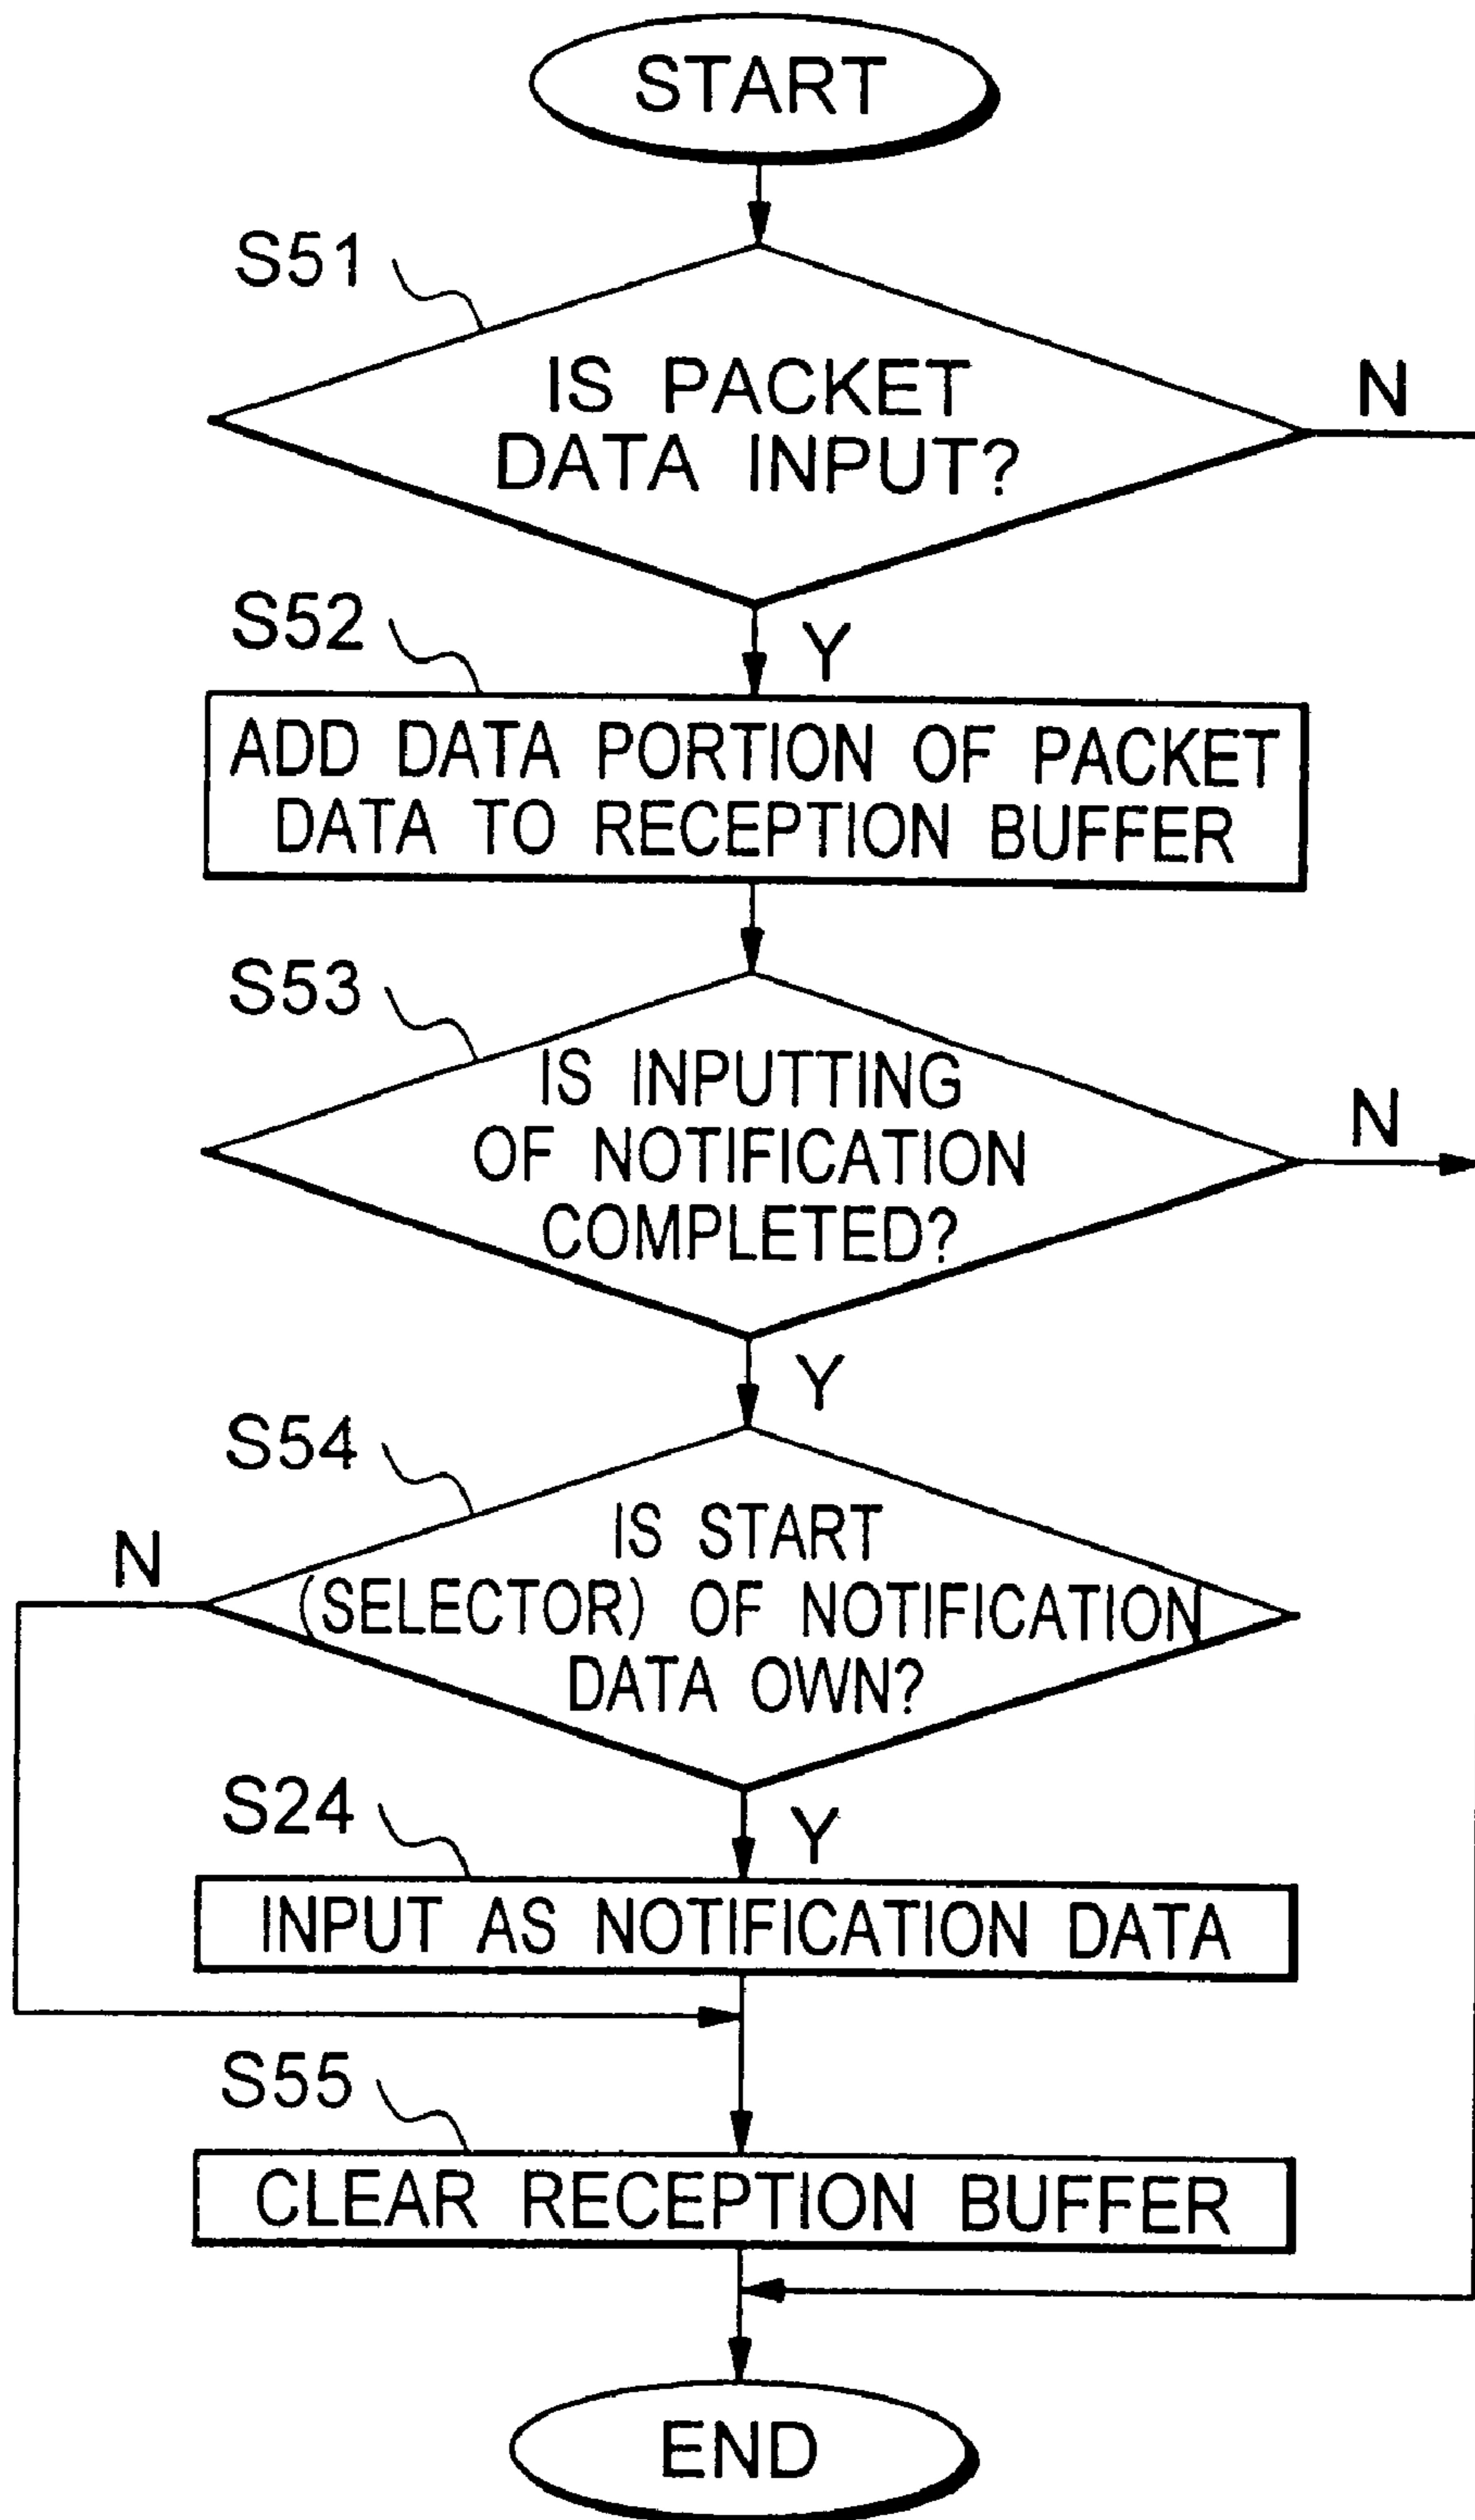 START
S51
IS PACKET
DATA INPUT?
N
Y
S52
ADD DATA PORTION OF PACKET
DATA TO RECEPTION BUFFER
S53
IS INPUTTING
OF NOTIFICATION
COMPLETED?
N
Y
S54
IS START
(SELECTOR) OF NOTIFICATION
DATA OWN?
N
Y
S24
INPUT AS NOTIFICATION DATA
S55
CLEAR RECEPTION BUFFER
END